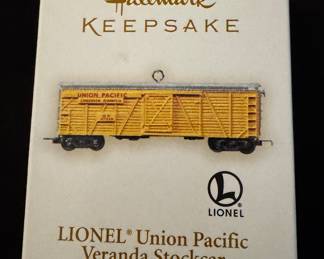 Hallmark
KEEPSAKE
UNION PACIFIC
L
LIONEL
LIONEL® Union Pacific
Veranda Stockcar